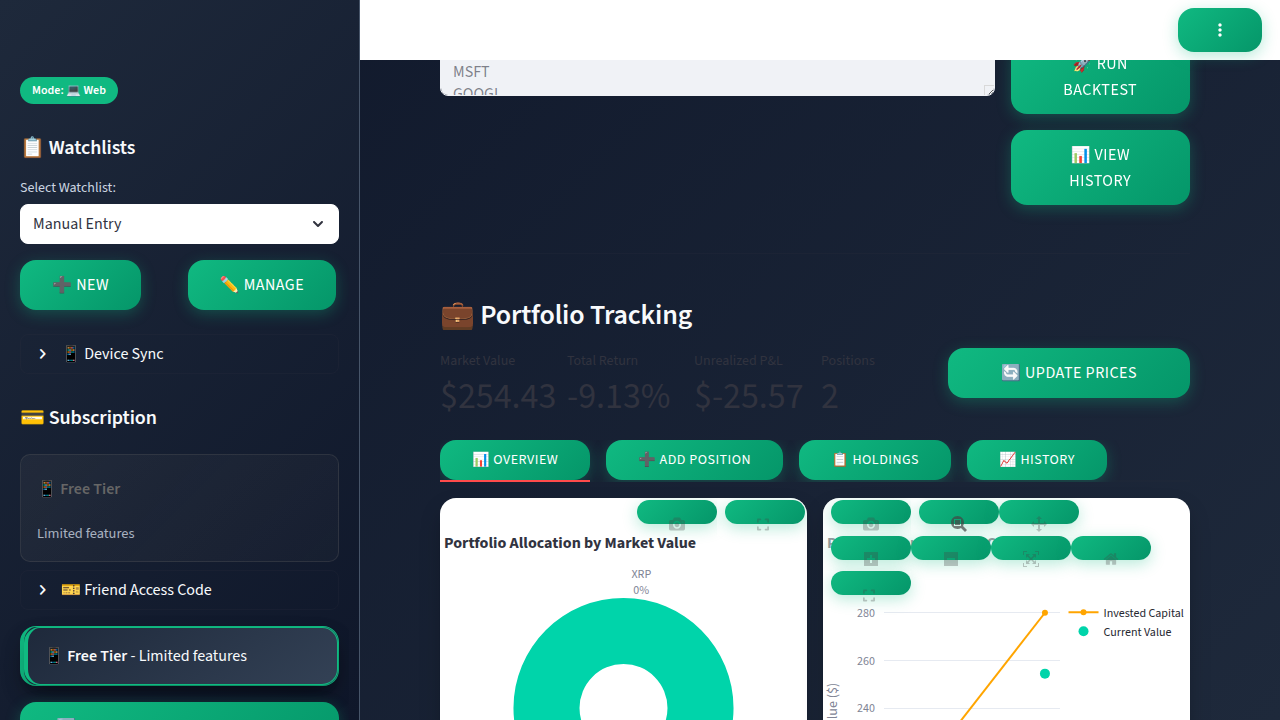 Mode: 💻 Web
📋 Watchlists
Select Watchlist:
Manual Entry
➕ NEW
✏️ MANAGE
📱 Device Sync
💳 Subscription
📱 Free Tier
Limited features
🎫 Friend Access Code
📱 Free Tier - Limited features
MSFT
GOOGL
🚀 RUN
BACKTEST
📊 VIEW
HISTORY
💼 Portfolio Tracking
Market Value
$254.43
Total Return
-9.13%
Unrealized P&L
$-25.57
Positions
2
🔄 UPDATE PRICES
📊 OVERVIEW
➕ ADD POSITION
📋 HOLDINGS
📈 HISTORY
Portfolio Allocation by Market Value
XRP
0%
280
260
240
Invested Capital
Current Value